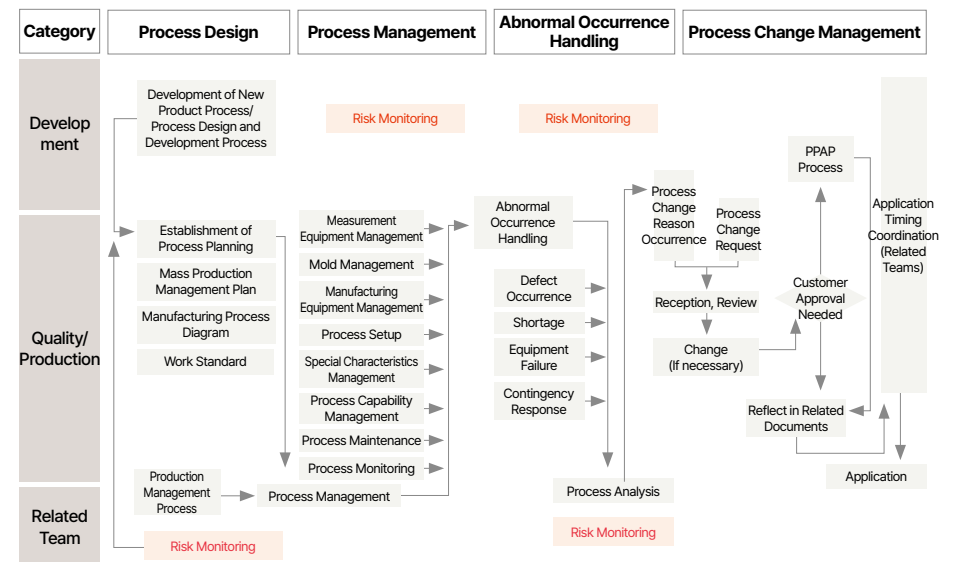 Category
Process Design
Process Management
Abnormal Occurrence
Handling
Process Change Management
Develop
ment
Quality/
Production
Related
Team
Development of New
Product Process/
Process Design and
Development Process
Establishment of
Process Planning
Mass Production
Management Plan
Manufacturing Process
Diagram
Work Standard
Production
Management
Process
Risk Monitoring
Risk Monitoring
Measurement
Equipment Management
Mold Management
Manufacturing
Equipment Management
Process Setup
Special Characteristics
Management
Process Capability
Management
Process Maintenance
Process Monitoring
Process Management
Risk Monitoring
Abnormal
Occurrence
Handling
Defect
Occurrence
Shortage
Equipment
Failure
Contingency
Response
Process Analysis
Risk Monitoring
Process
Change
Reason
Occurrence
Process
Change
Request
Reception, Review
Change
(If necessary)
PPAP
Process
Customer
Approval
Needed
Reflect in Related
Documents
Application
Timing
Coordination
(Related
Teams)
Application